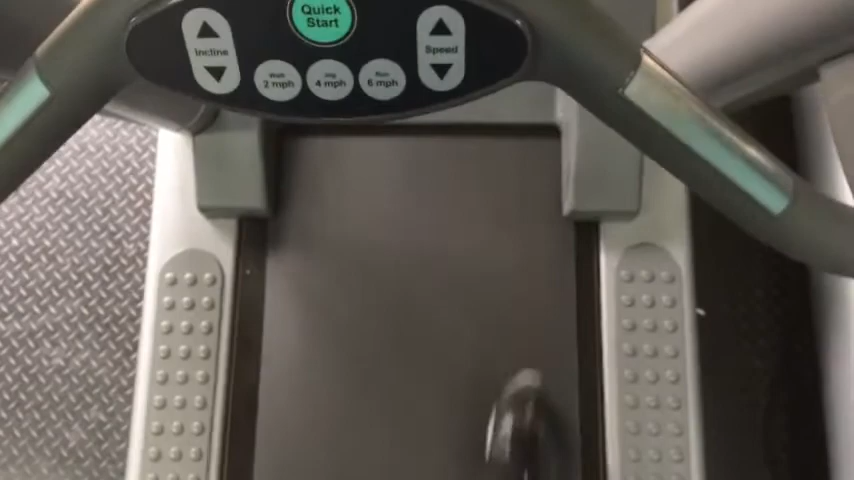 Quick
Start
Incline
Speed
Walk
2 mph
Jog
4 mph
Run
6 mph